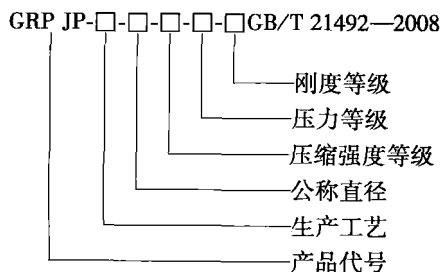 GRP JP-□-□-□-□-□GB/T 21492—2008
刚度等级
压力等级
压缩强度等级
公称直径
生产工艺
产品代号